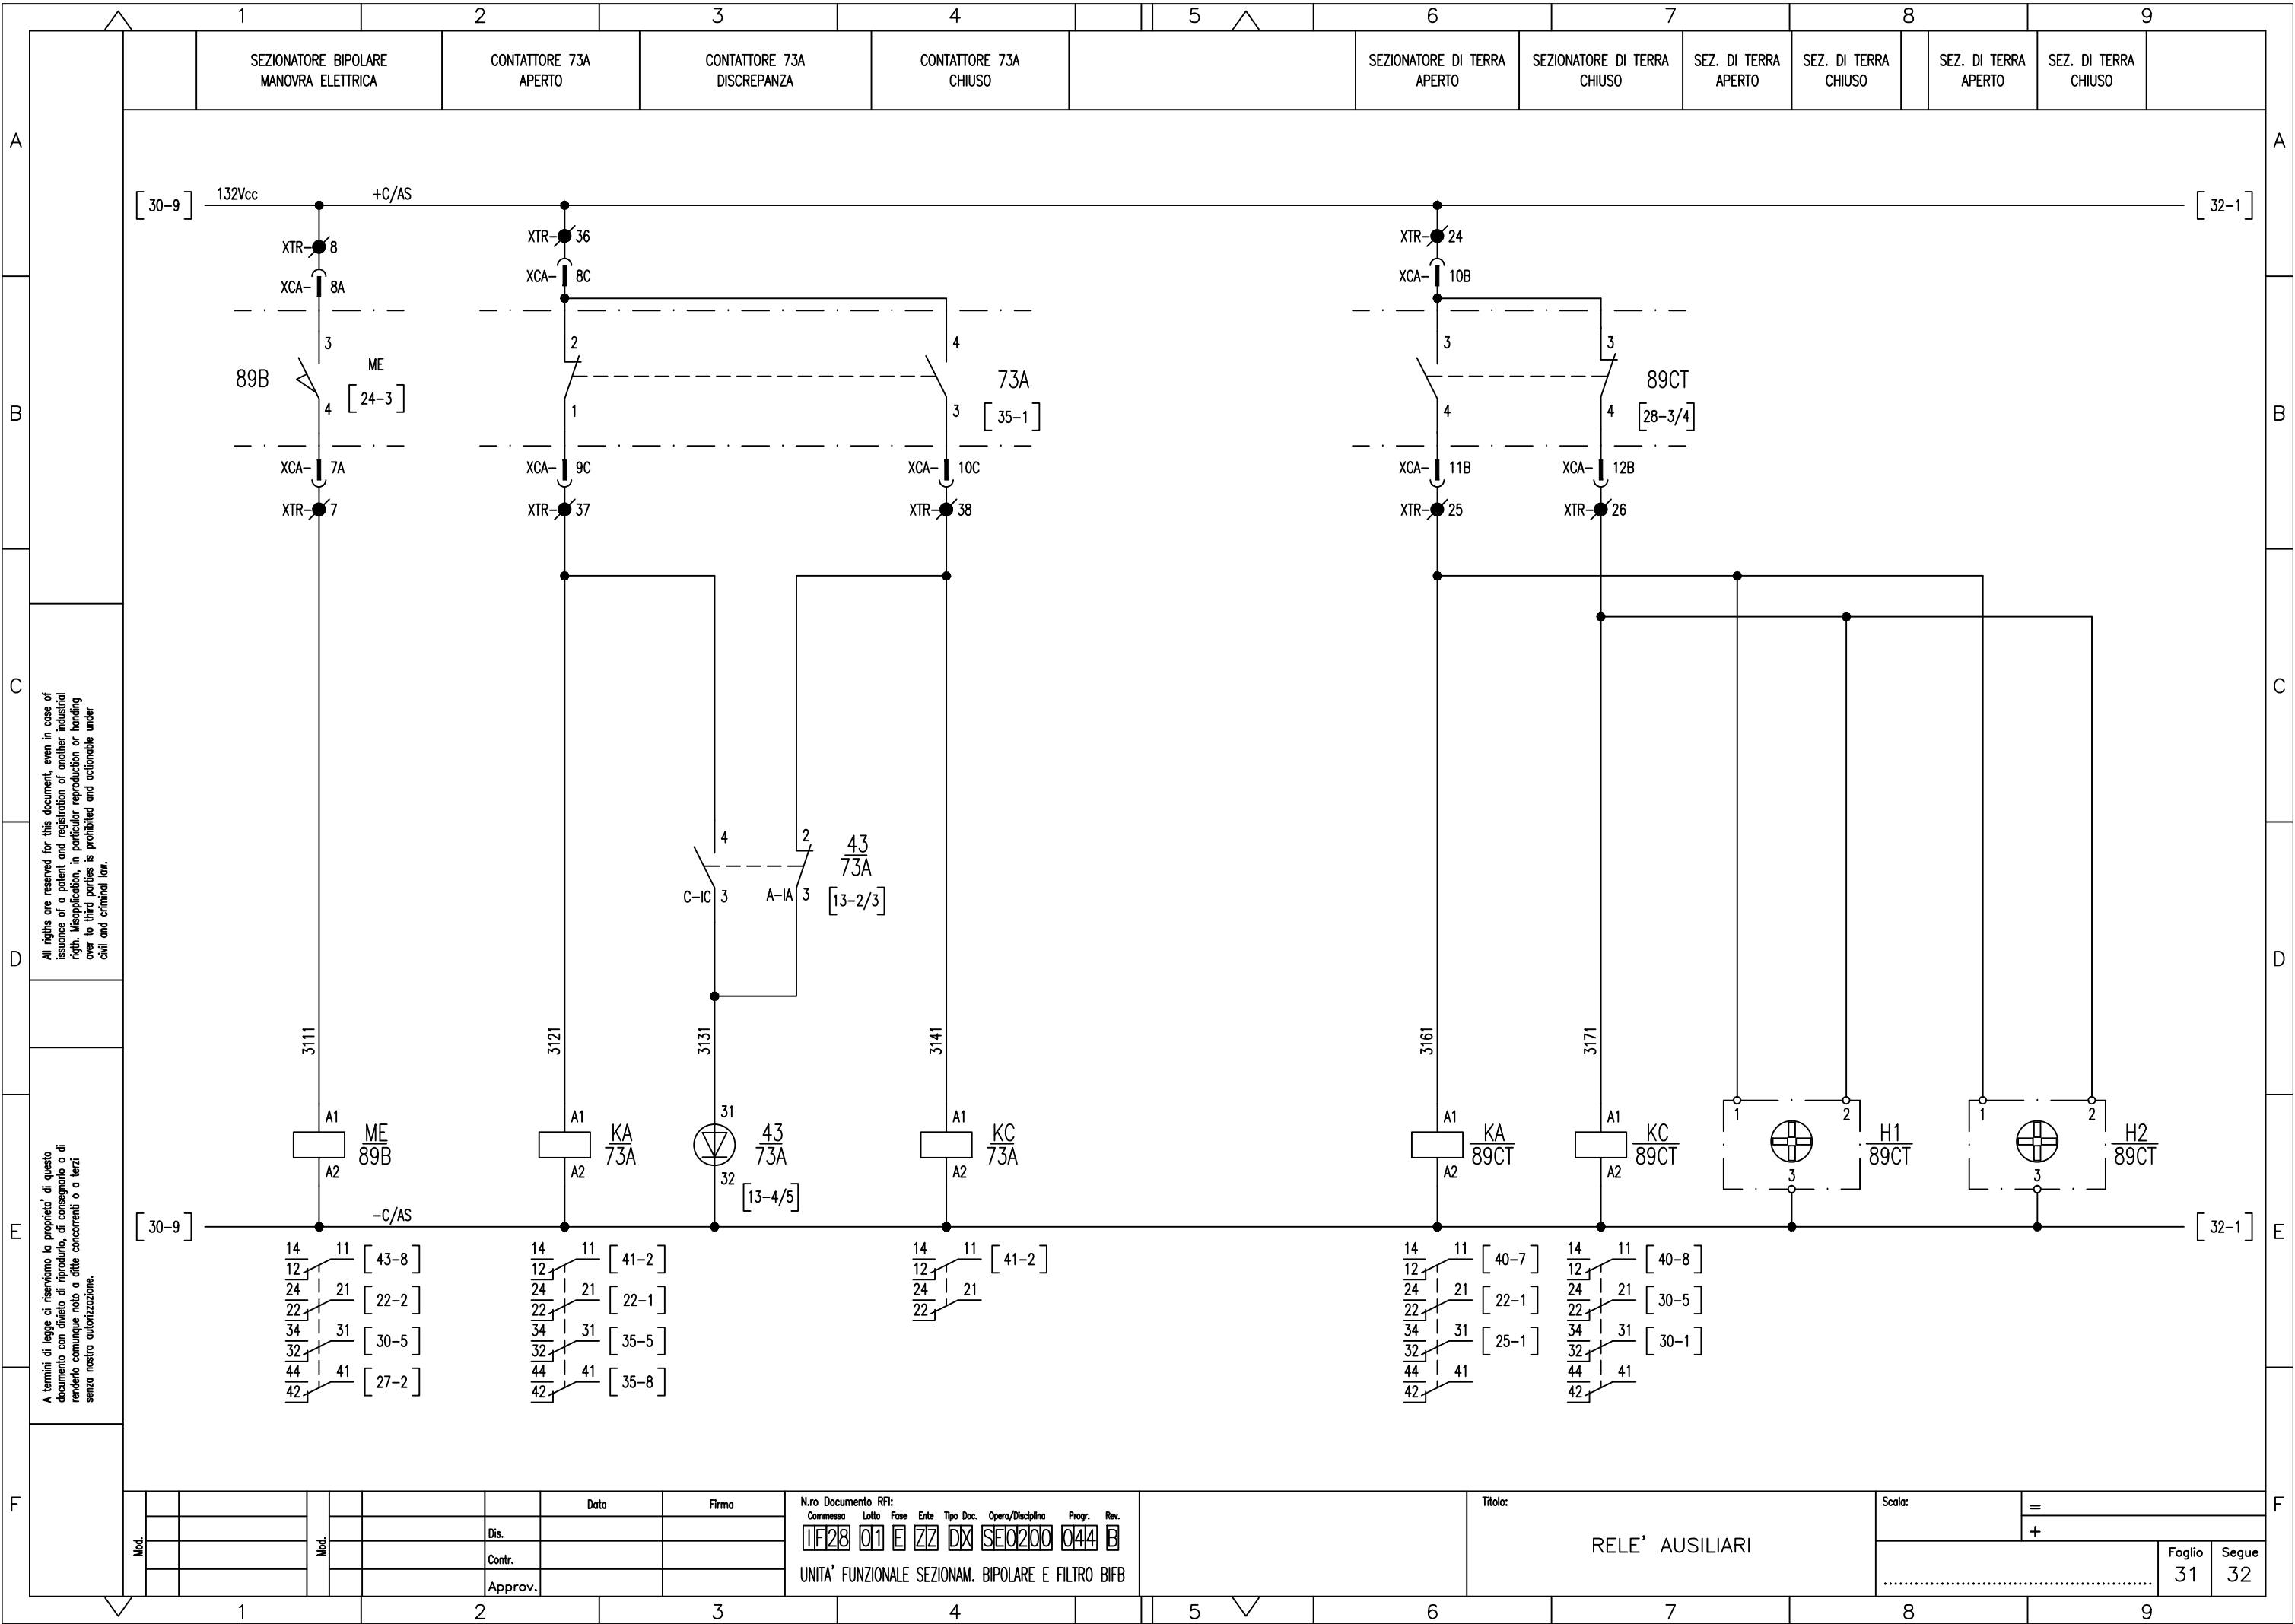 1 2 3 4 5 6 7 8 9
SEZIONATORE BIPOLARE
MANOVRA ELETTRICA
CONTATTORE 73A
APERTO
CONTATTORE 73A
DISCREPANZA
CONTATTORE 73A
CHIUSO
SEZIONATORE DI TERRA
APERTO
SEZIONATORE DI TERRA
CHIUSO
SEZ. DI TERRA
APERTO
SEZ. DI TERRA
CHIUSO
SEZ. DI TERRA
APERTO
SEZ. DI TERRA
CHIUSO
A A
[30-9] 132Vcc +C/AS [32-1]
XTR- 8 XTR- 36 XTR- 24
XCA- 8A XCA- 8C XCA- 10B
3 2 4 3 3
89B ME 73A 89CT
[24-3] [35-1] [28-3/4]
4 1 3 4 4
B B
XCA- 7A XCA- 9C XCA- 10C XCA- 11B XCA- 12B
XTR- 7 XTR- 37 XTR- 38 XTR- 25 XTR- 26
C C
All rigths are reserved for this document, even in case of
issuance of a patent and registration of another industrial
rigth. Misapplication, in particular reproduction or handing
over to third parties is prohibited and actionable under
civil and criminal law.
4 2 43
73A
C-IC 3 A-IA 3 [13-2/3]
D D
3111 3121 3131 3141 3161 3171
A1 A1 31 A1 A1 A1 1 2 1 2
ME
89B
KA
73A
43
73A
KC
73A
KA
89CT
KC
89CT
H1
89CT
H2
89CT
A2 A2 32 A2 A2 A2 3 3
[13-4/5]
A termini di legge ci riserviamo la proprieta' di questo
documento con divieto di riprodurlo, di consegnarlo o di
renderlo comunque noto a ditte concorrenti o a terzi
senza nostra autorizzazione.
E [30-9] -C/AS [32-1] E
14 11 [43-8] 14 11 [41-2] 14 11 [41-2] 14 11 [40-7] 14 11 [40-8]
12 12 12 12 12
24 21 [22-2] 24 21 [22-1] 24 21 24 21 [22-1] 24 21 [30-5]
22 22 22 22 22
34 31 [30-5] 34 31 [35-5] 34 31 [25-1] 34 31 [30-1]
32 32 32 32
44 41 [27-2] 44 41 [35-8] 44 41 44 41
42 42 42 42
F F
Mod. Mod.
Data Firma
Dis.
Contr.
Approv.
N.ro Documento RFI:
Commessa Lotto Fase Ente Tipo Doc. Opera/Disciplina Progr. Rev.
IF28 01 E ZZ DX SE0200 044 B
UNITA' FUNZIONALE SEZIONAM. BIPOLARE E FILTRO BIFB
Titolo:
RELE' AUSILIARI
Scala:
=
+
Foglio Segue
31 32
1 2 3 4 5 6 7 8 9